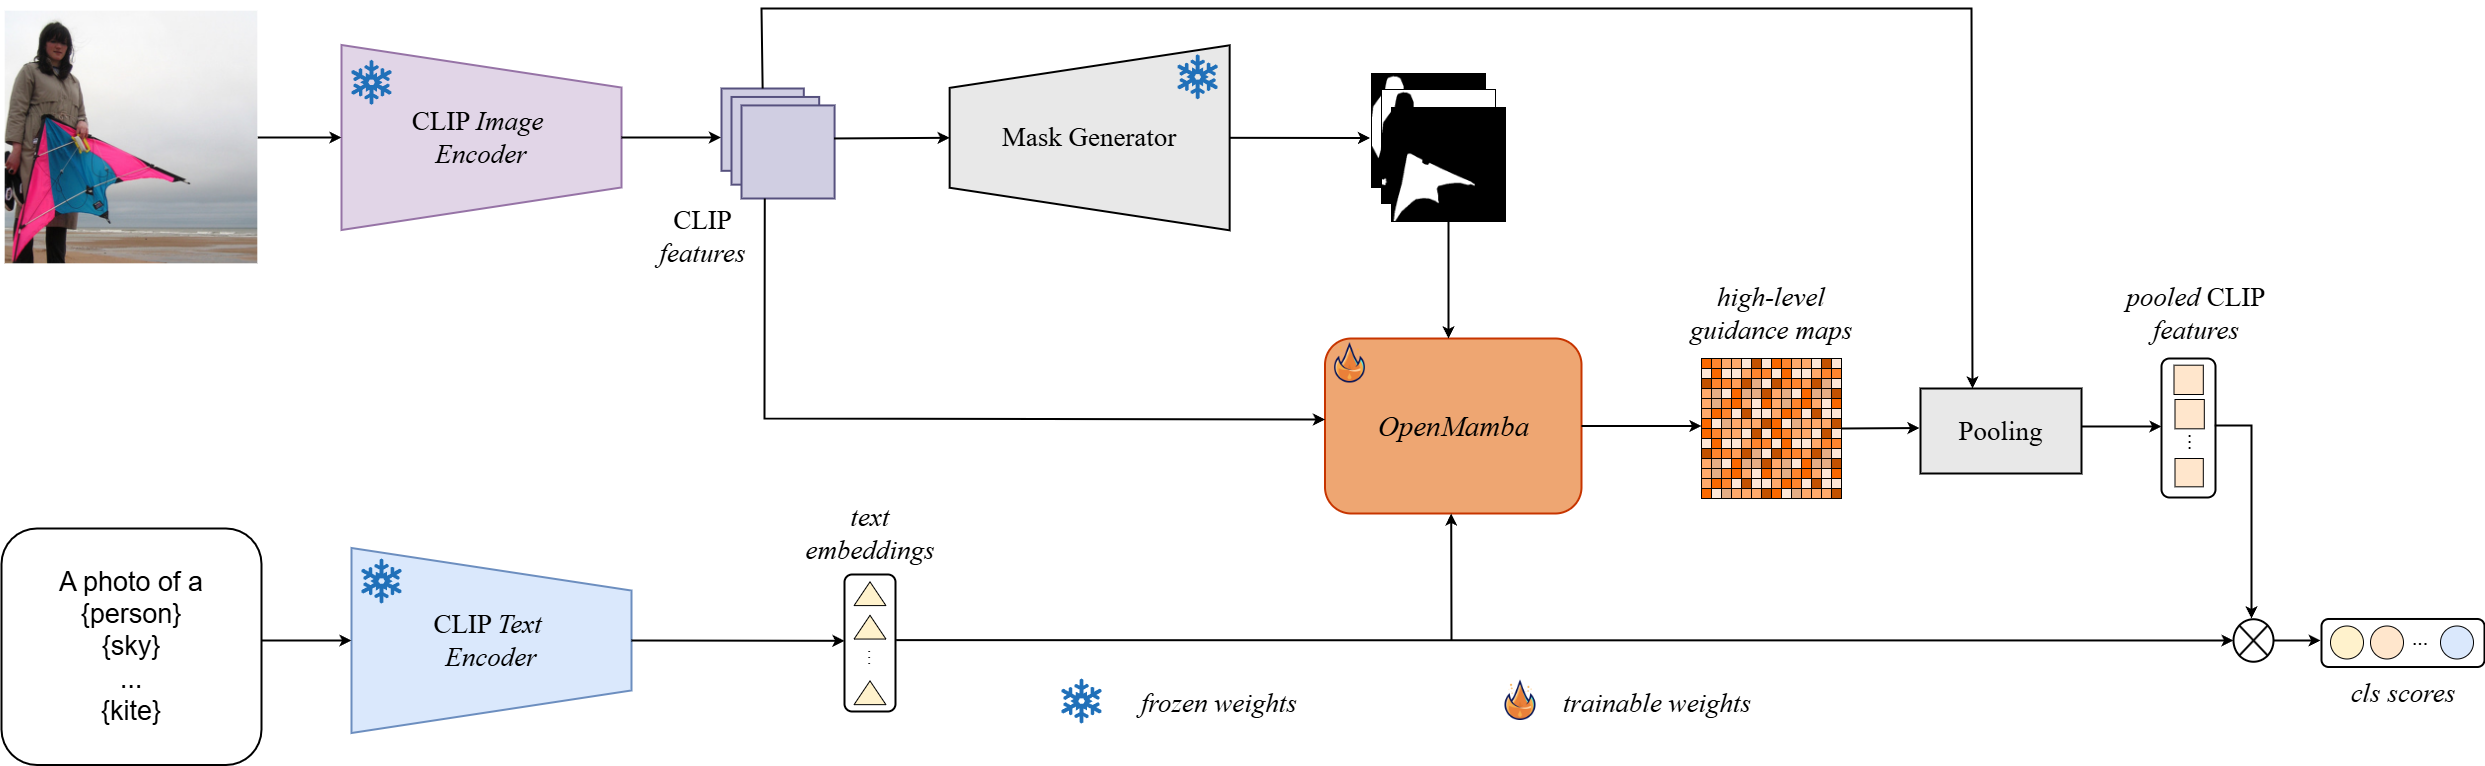 CLIP Image
Encoder
CLIP
features
Mask Generator
high-level
guidance maps
pooled CLIP
features
OpenMamba
Pooling
A photo of a
{person}
{sky}
...
{kite}
CLIP Text
Encoder
text
embeddings
...
...
...
frozen weights
trainable weights
cls scores